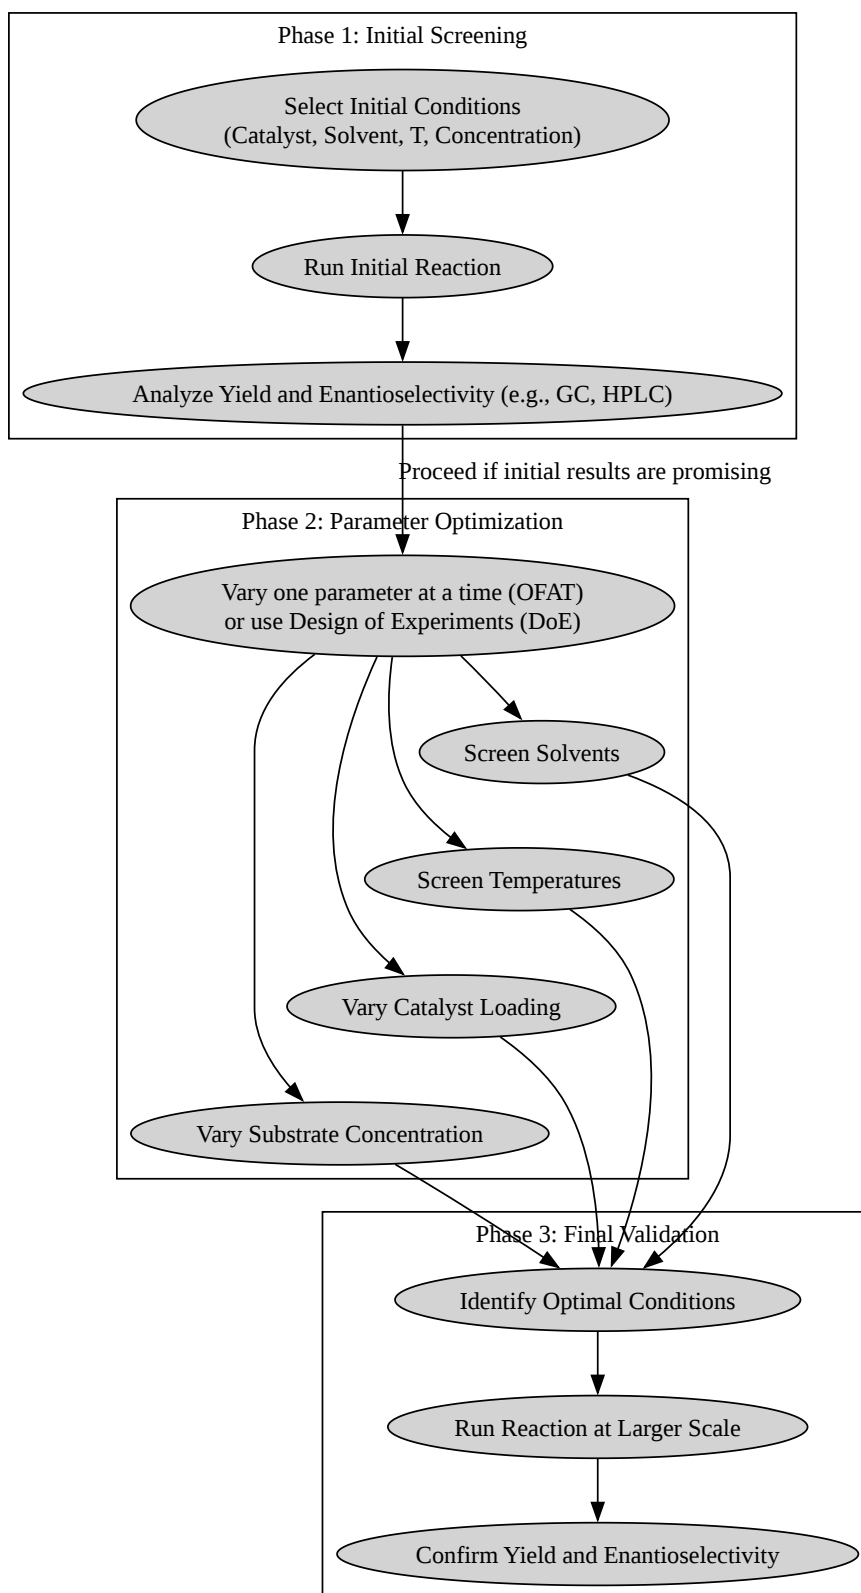 Phase 1: Initial Screening
Select Initial Conditions
(Catalyst, Solvent, T, Concentration)
Run Initial Reaction
Analyze Yield and Enantioselectivity (e.g., GC, HPLC)
Proceed if initial results are promising
Phase 2: Parameter Optimization
Vary one parameter at a time (OFAT)
or use Design of Experiments (DoE)
Screen Solvents
Screen Temperatures
Vary Catalyst Loading
Vary Substrate Concentration
Phase 3: Final Validation
Identify Optimal Conditions
Run Reaction at Larger Scale
Confirm Yield and Enantioselectivity